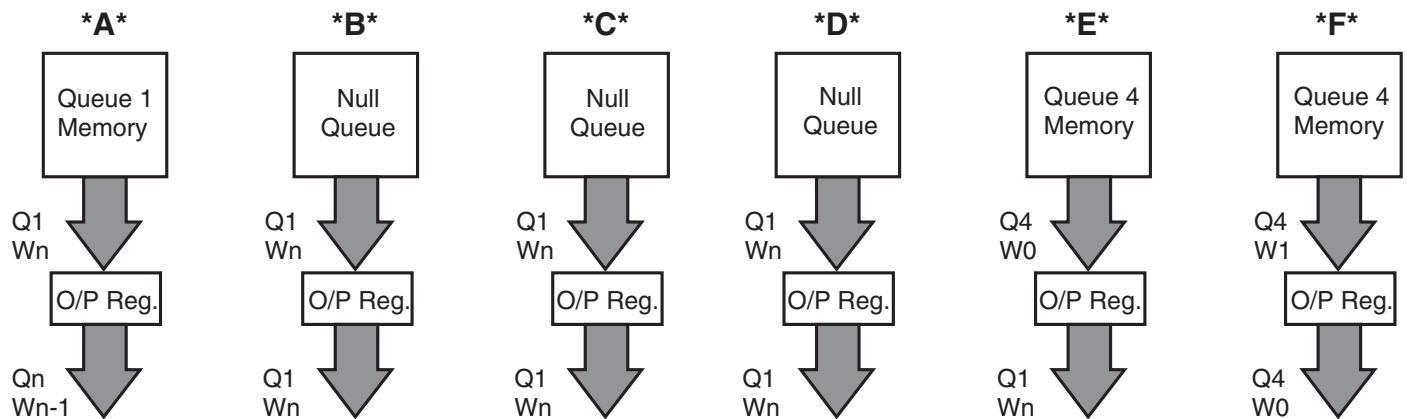 *A* *B* *C* *D* *E* *F*
Queue 1 Null Null Null Queue 4 Queue 4
Memory Queue Queue Queue Memory Memory
Q1 Q1 Q1 Q1 Q4 Q4
Wn Wn Wn Wn W0 W1
O/P Reg. O/P Reg. O/P Reg. O/P Reg. O/P Reg. O/P Reg.
Qn Q1 Q1 Q1 Q1 Q4
Wn-1 Wn Wn Wn Wn W0